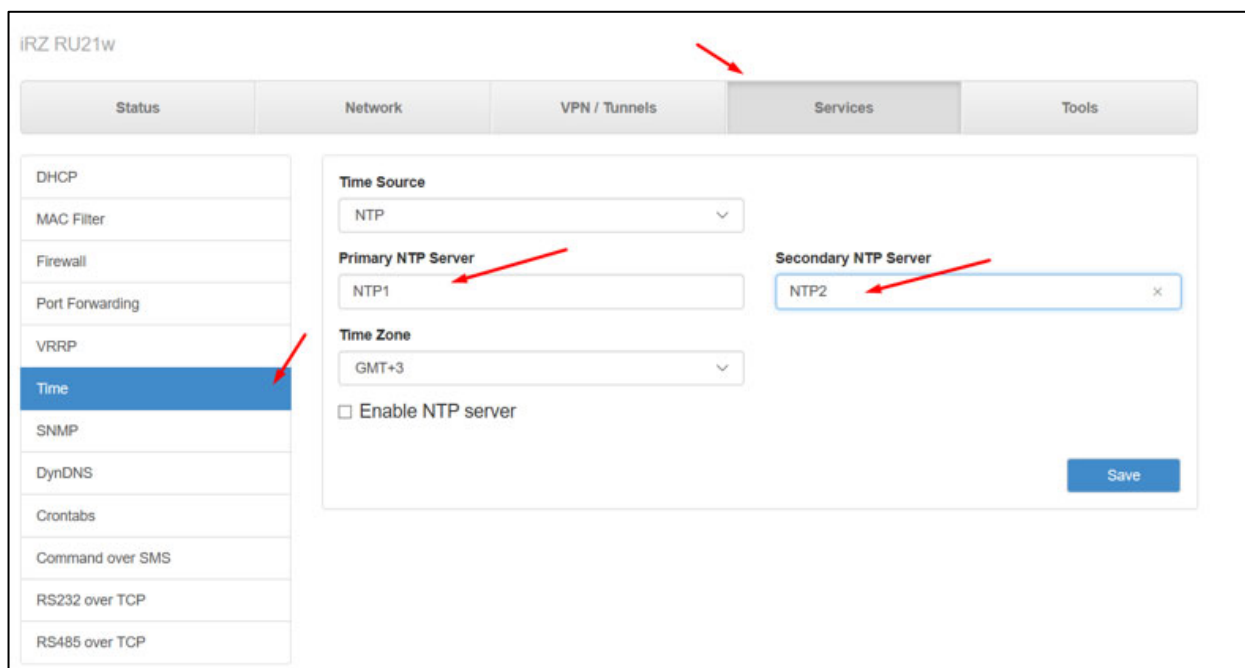 iRZ RU21w
Status Network VPN / Tunnels Services Tools
DHCP
MAC Filter
Firewall
Port Forwarding
VRRP
Time
SNMP
DynDNS
Crontabs
Command over SMS
RS232 over TCP
RS485 over TCP
Time Source
NTP
Primary NTP Server Secondary NTP Server
NTP1 NTP2 ×
Time Zone
GMT+3
Enable NTP server
Save